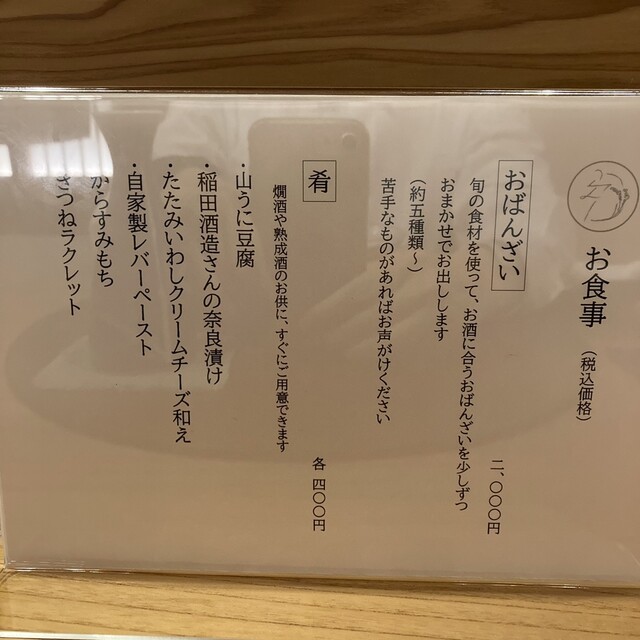 お食事
（税込価格）
おばんざい
二、〇〇〇円
旬の食材を使って、お酒に合うおばんざいを少しずつ
おまかせでお出しします
（約五種類～）
苦手なものがあればお声がけください
肴
各 四〇〇円
燗酒や熟成酒のお供に、すぐにご用意できます
・山うに豆腐
・稲田酒造さんの奈良漬け
・たたみいわしクリームチーズ和え
・自家製レバーペースト
からすみもち
きつねラクレット